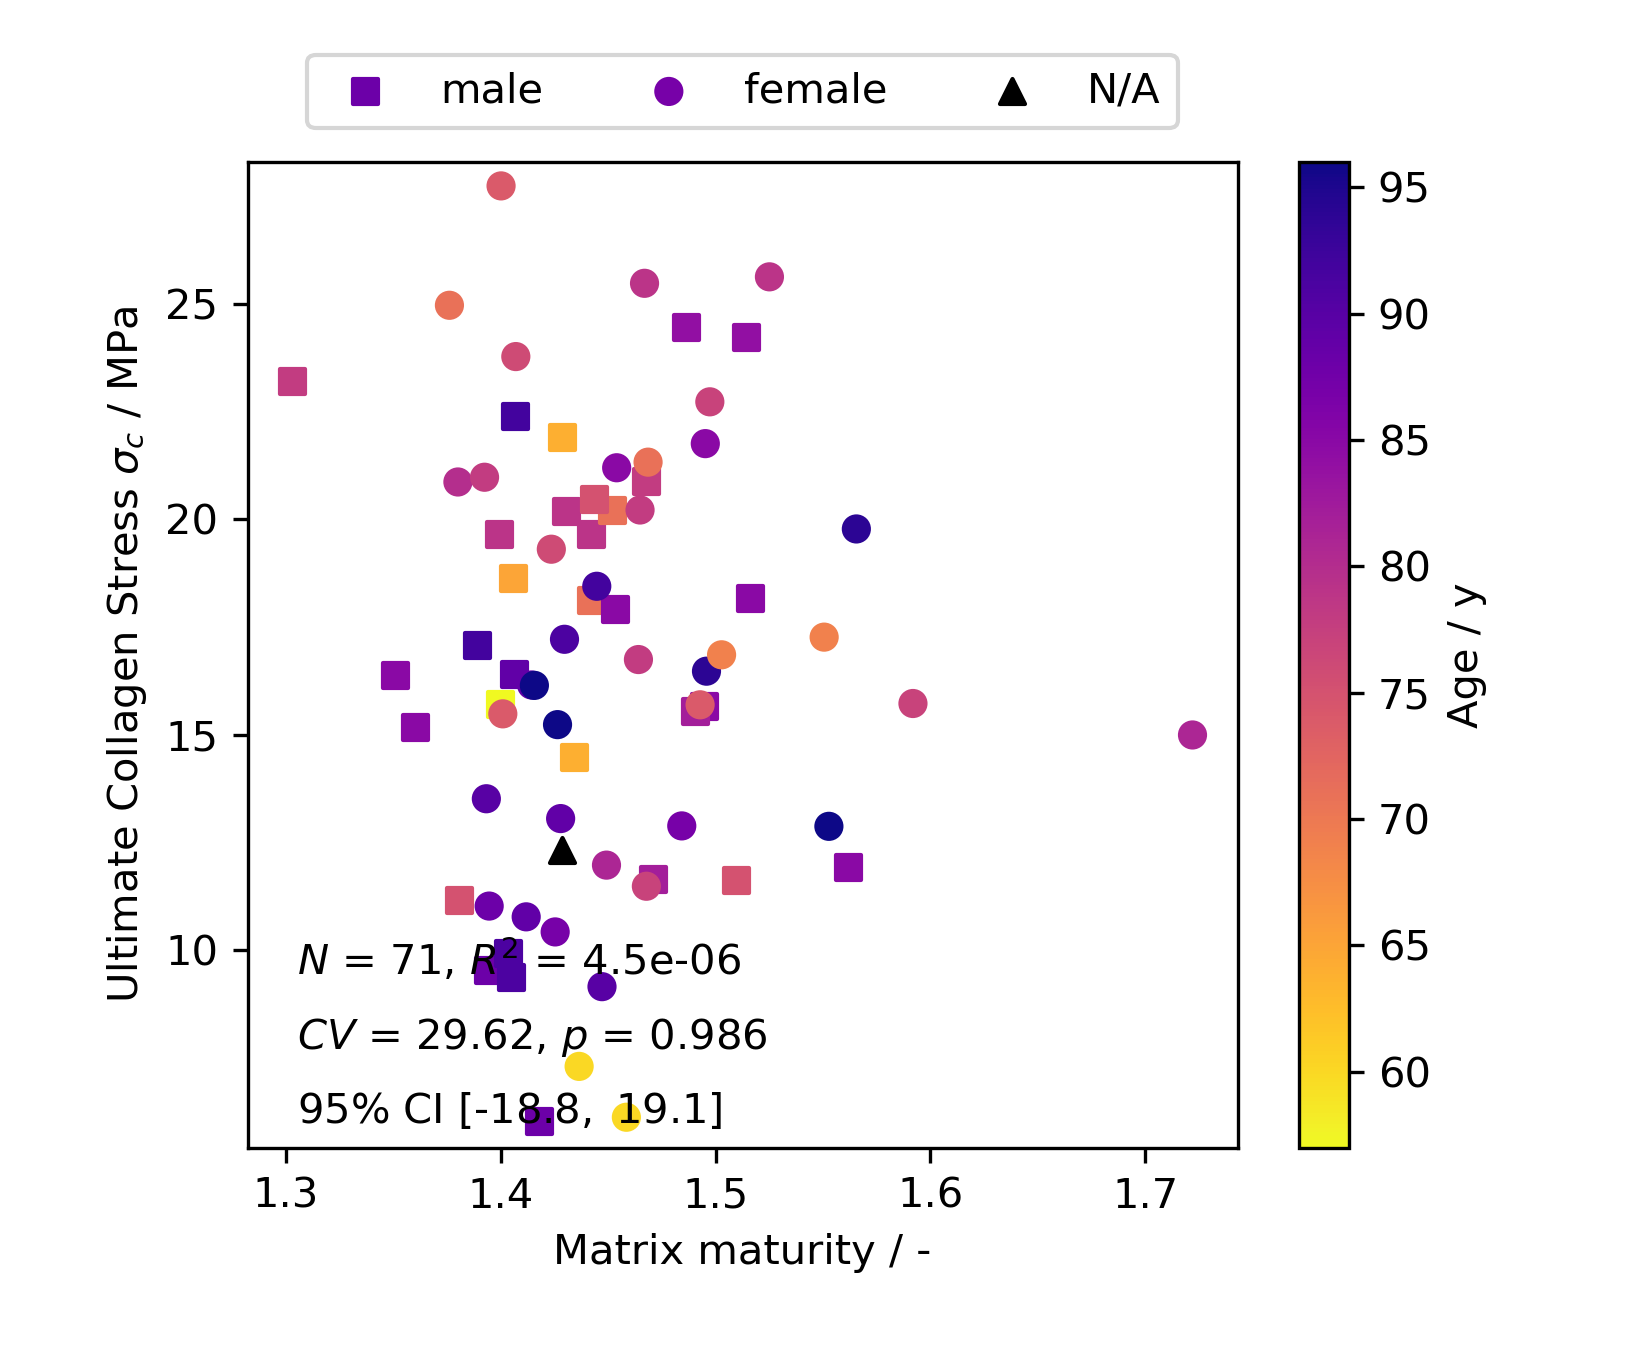 male female N/A
Ultimate Collagen Stress σc / MPa
25
20
15
10
N = 71, R² = 4.5e-06
CV = 29.62, p = 0.986
95% CI [-18.8, 19.1]
1.3 1.4 1.5 1.6 1.7
Matrix maturity / -
95
90
85
80
75
70
65
60
Age / y